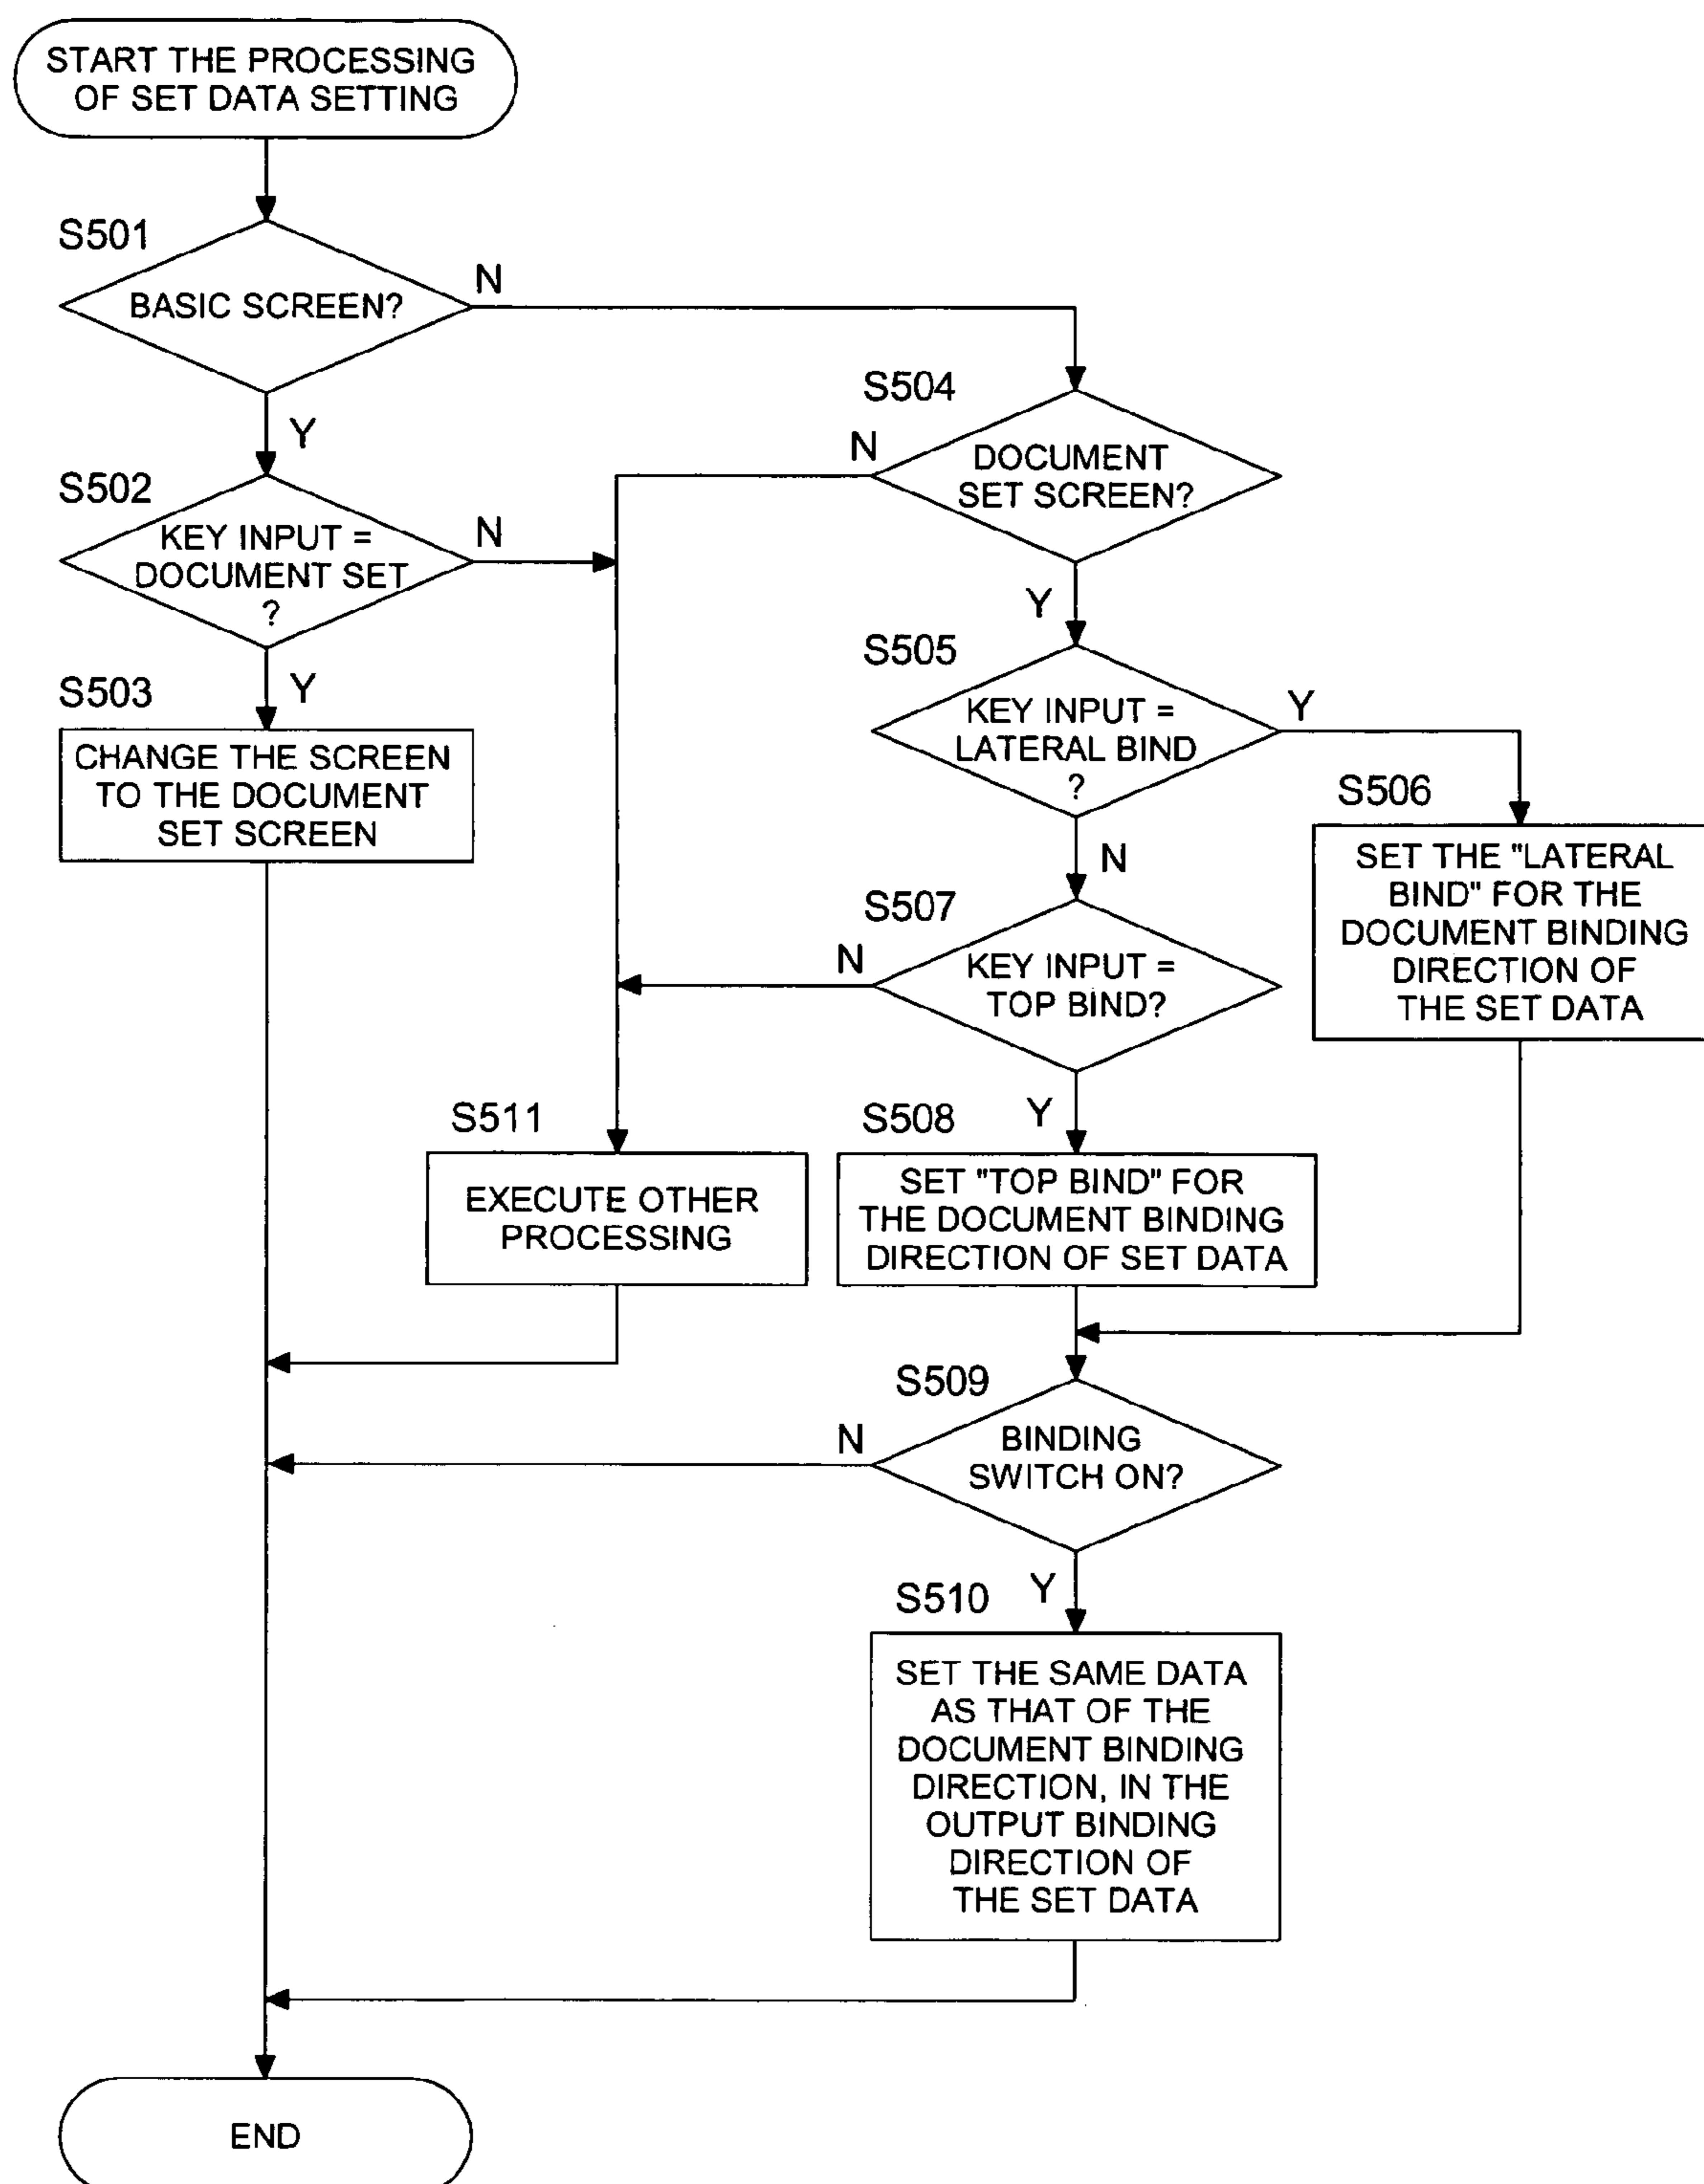 START THE PROCESSING
OF SET DATA SETTING
S501
BASIC SCREEN?
N
Y
S502
KEY INPUT =
DOCUMENT SET
?
N
Y
S503
CHANGE THE SCREEN
TO THE DOCUMENT
SET SCREEN
S504
N
DOCUMENT
SET SCREEN?
Y
S505
KEY INPUT =
LATERAL BIND
?
Y
N
S506
SET THE "LATERAL
BIND" FOR THE
DOCUMENT BINDING
DIRECTION OF
THE SET DATA
S507
N
KEY INPUT =
TOP BIND?
Y
S508
SET "TOP BIND" FOR
THE DOCUMENT BINDING
DIRECTION OF SET DATA
S511
EXECUTE OTHER
PROCESSING
S509
N
BINDING
SWITCH ON?
Y
S510
SET THE SAME DATA
AS THAT OF THE
DOCUMENT BINDING
DIRECTION, IN THE
OUTPUT BINDING
DIRECTION OF
THE SET DATA
END